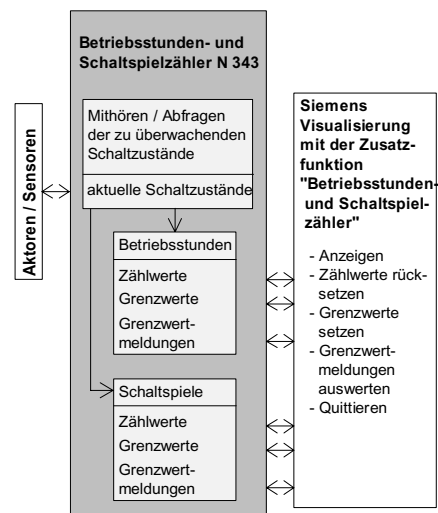 Betriebsstunden- und
Schaltspielzähler N 343
Aktoren / Sensoren
Mithören / Abfragen
der zu überwachenden
Schaltzustände
aktuelle Schaltzustände
Betriebsstunden
Zählwerte
Grenzwerte
Grenzwert-
meldungen
Schaltspiele
Zählwerte
Grenzwerte
Grenzwert-
meldungen
Siemens
Visualisierung
mit der Zusatz-
funktion
"Betriebsstunden-
und Schaltspiel-
zähler"
- Anzeigen
- Zählwerte rück-
setzen
- Grenzwerte
setzen
- Grenzwert-
meldungen
auswerten
- Quittieren